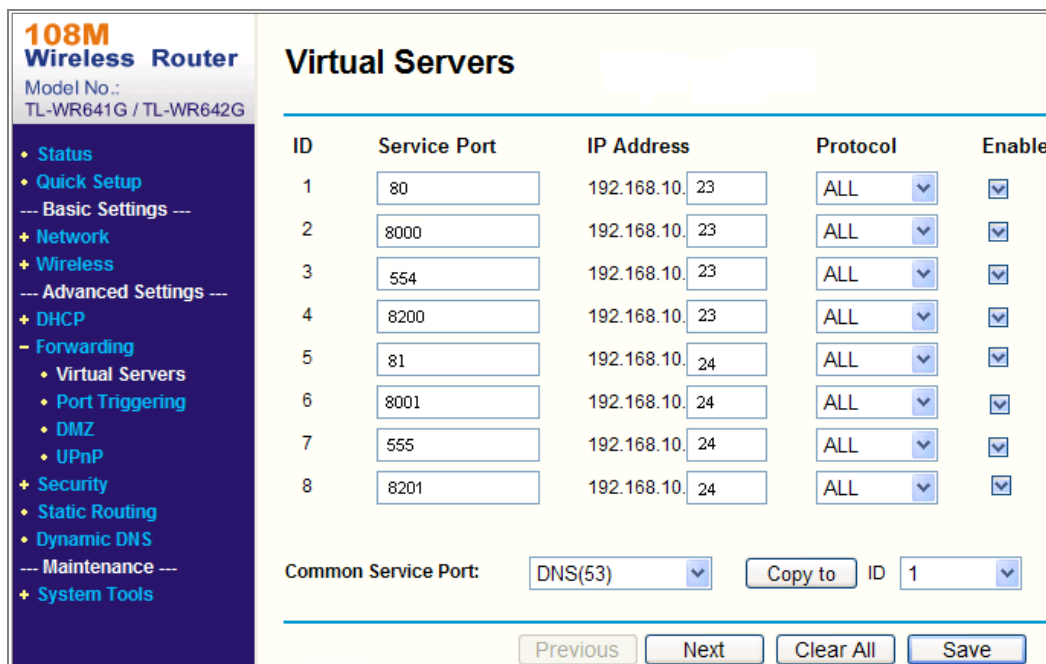 108M
Wireless Router
Model No.:
TL-WR641G / TL-WR642G
Status
Quick Setup
--- Basic Settings ---
+ Network
+ Wireless
--- Advanced Settings ---
+ DHCP
− Forwarding
Virtual Servers
Port Triggering
DMZ
UPnP
+ Security
Static Routing
Dynamic DNS
--- Maintenance ---
+ System Tools
Virtual Servers
ID Service Port IP Address Protocol Enable
1 80 192.168.10. 23 ALL
2 8000 192.168.10. 23 ALL
3 554 192.168.10. 23 ALL
4 8200 192.168.10. 23 ALL
5 81 192.168.10. 24 ALL
6 8001 192.168.10. 24 ALL
7 555 192.168.10. 24 ALL
8 8201 192.168.10. 24 ALL
Common Service Port: DNS(53) Copy to ID 1
Previous Next Clear All Save